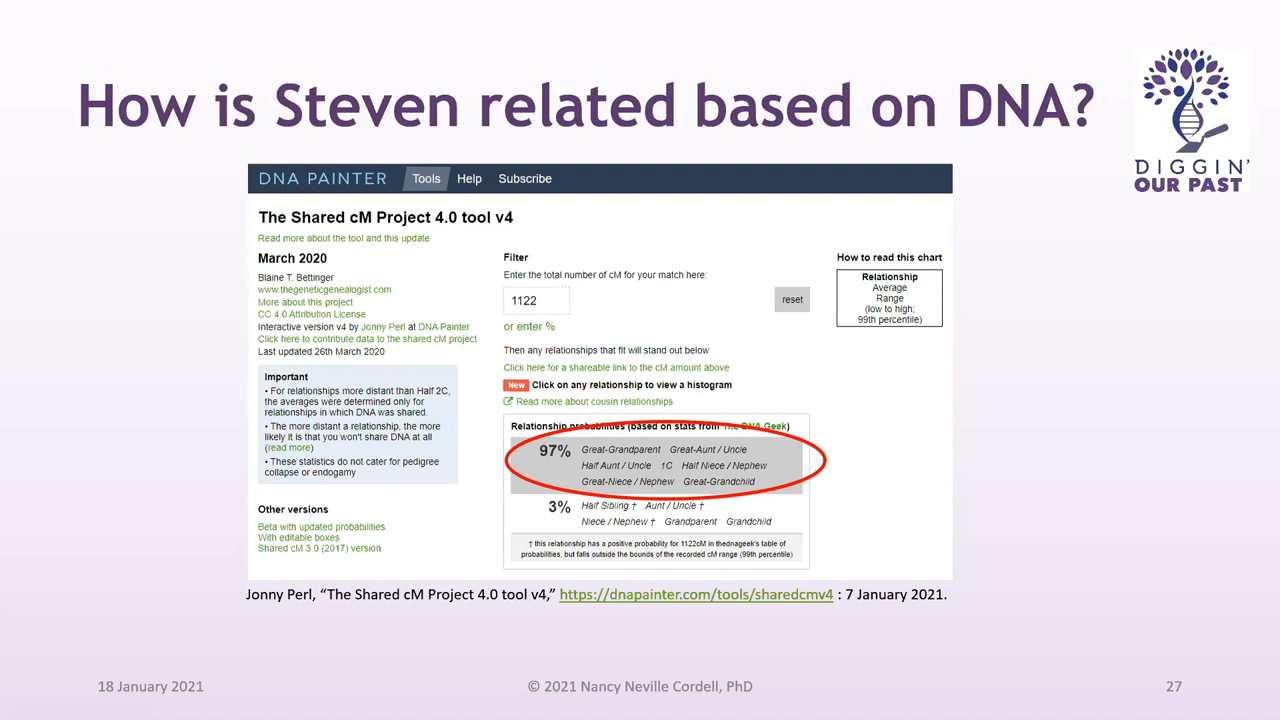 How is Steven related based on DNA?
DIGGIN'
OUR PAST
DNA PAINTER Tools Help Subscribe
The Shared cM Project 4.0 tool v4
Read more about the tool and this update
March 2020
Blaine T. Bettinger
www.thegeneticgenealogist.com
More about this project
CC 4.0 Attribution License
Interactive version v4 by Jonny Perl at DNA Painter
Click here to contribute data to the shared cM project
Last updated 26th March 2020
Important
• For relationships more distant than Half 2C,
the averages were determined only for
relationships in which DNA was shared.
• The more distant a relationship, the more
likely it is that you won't share DNA at all
(read more)
• These statistics do not cater for pedigree
collapse or endogamy
Other versions
Beta with updated probabilities
With editable boxes
Shared cM 3.0 (2017) version
Filter
Enter the total number of cM for your match here:
1122
reset
or enter %
Then any relationships that fit will stand out below
Click here for a shareable link to the cM amount above
New Click on any relationship to view a histogram
Read more about cousin relationships
Relationship probabilities (based on stats from The DNA Geek)
97% Great-Grandparent Great-Aunt / Uncle
Half Aunt / Uncle 1C Half Niece / Nephew
Great-Niece / Nephew Great-Grandchild
3% Half Sibling † Aunt / Uncle †
Niece / Nephew † Grandparent Grandchild
† this relationship has a positive probability for 1122cM in thednageek's table of
probabilities, but falls outside the bounds of the recorded cM range (99th percentile)
How to read this chart
Relationship
Average
Range
(low to high;
99th percentile)
Jonny Perl, “The Shared cM Project 4.0 tool v4,” https://dnapainter.com/tools/sharedcmv4 : 7 January 2021.
18 January 2021
© 2021 Nancy Neville Cordell, PhD
27